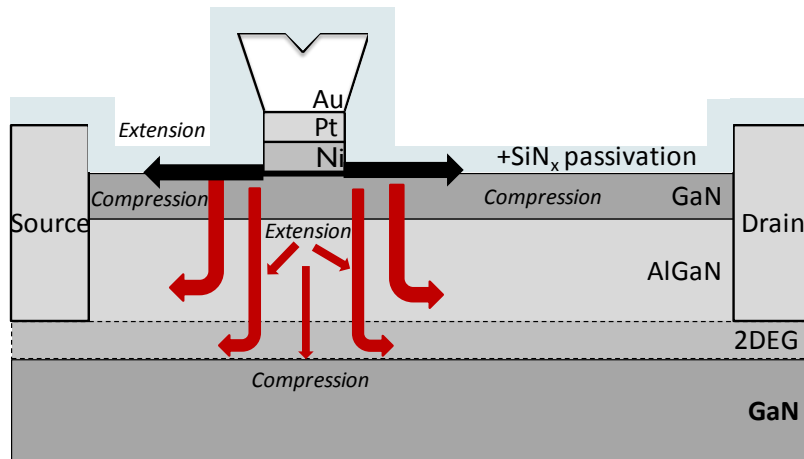 Au
Extension
Pt
Ni
+SiNx passivation
Compression
Compression
GaN
Source
Extension
Drain
AlGaN
2DEG
Compression
GaN